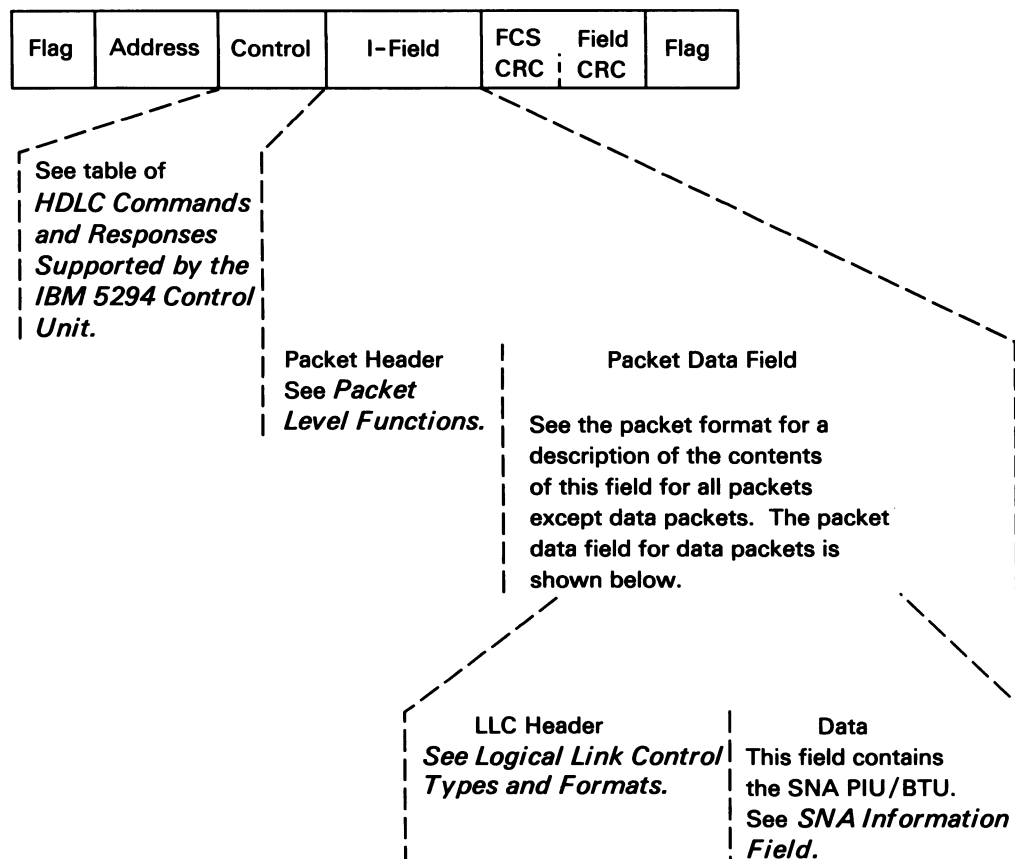 Flag Address Control I-Field FCS Field Flag
CRC CRC
See table of
HDLC Commands
and Responses
Supported by the
IBM 5294 Control
Unit.
Packet Header
See Packet
Level Functions.
Packet Data Field
See the packet format for a
description of the contents
of this field for all packets
except data packets. The packet
data field for data packets is
shown below.
LLC Header
See Logical Link Control
Types and Formats.
Data
This field contains
the SNA PIU/BTU.
See SNA Information
Field.